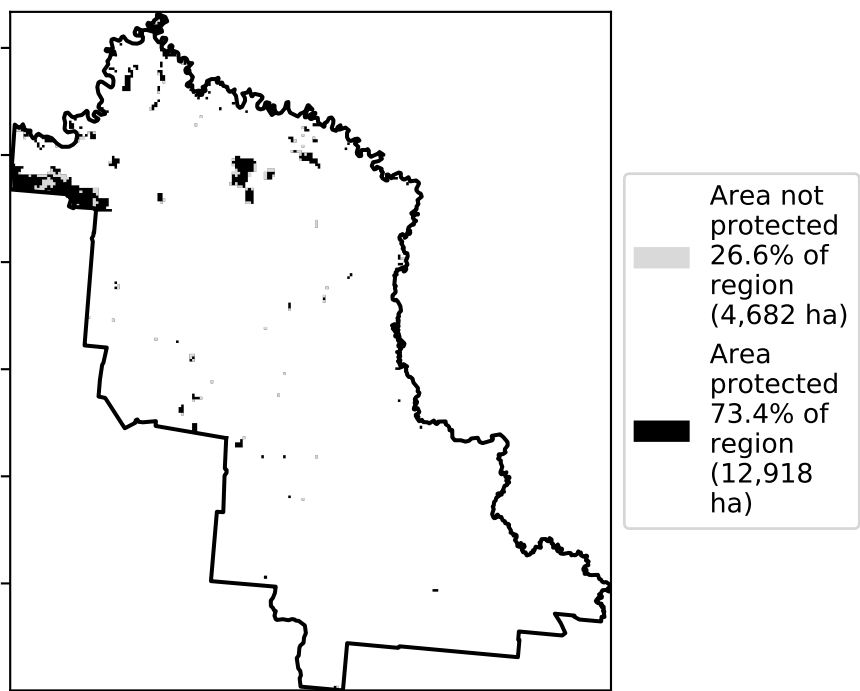 Area not
protected
26.6% of
region
(4,682 ha)
Area
protected
73.4% of
region
(12,918
ha)